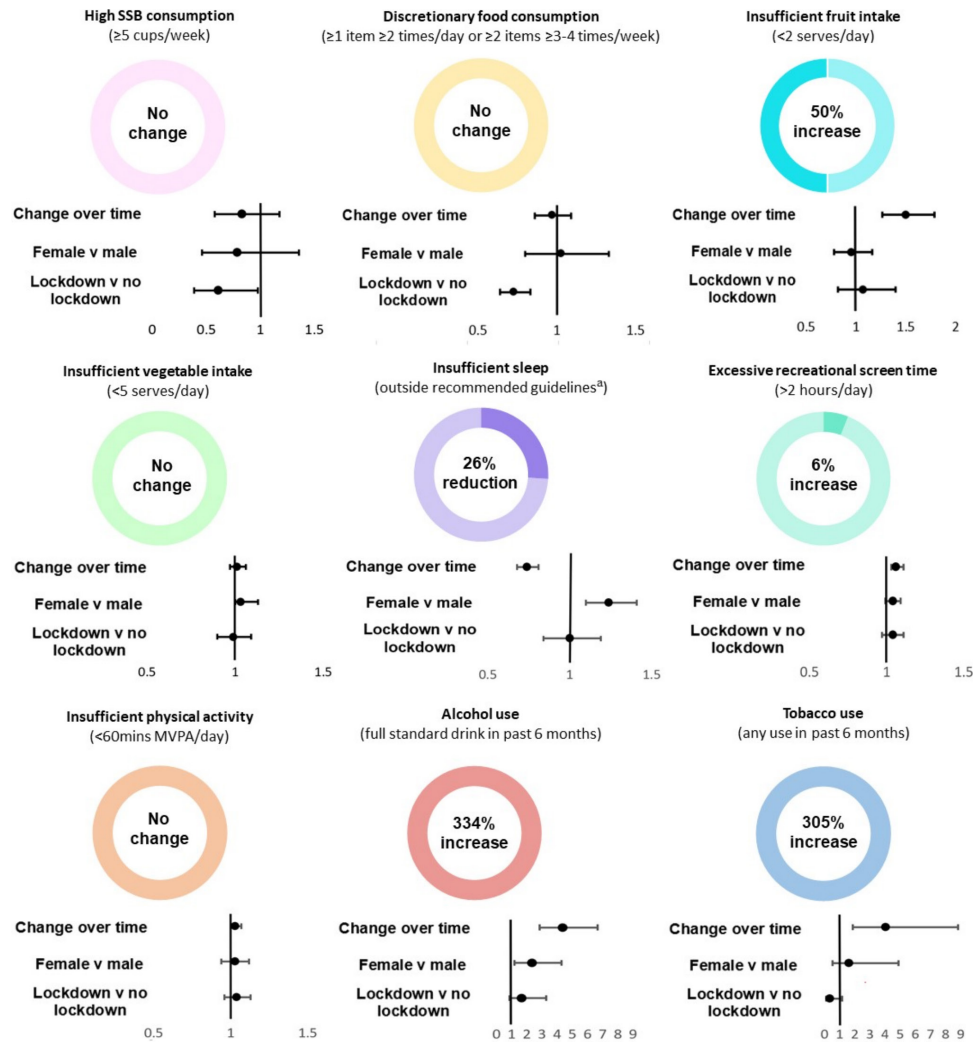 High SSB consumption
(≥5 cups/week)
No
change
Change over time
Female v male
Lockdown v no
lockdown
0 0.5 1 1.5
Discretionary food consumption
(≥1 item ≥2 times/day or ≥2 items ≥3-4 times/week)
No
change
Change over time
Female v male
Lockdown v no
lockdown
0.5 1 1.5
Insufficient fruit intake
(<2 serves/day)
50%
increase
Change over time
Female v male
Lockdown v no
lockdown
0.5 1 1.5 2
Insufficient vegetable intake
(<5 serves/day)
No
change
Change over time
Female v male
Lockdown v no
lockdown
0.5 1 1.5
Insufficient sleep
(outside recommended guidelinesᵃ)
26%
reduction
Change over time
Female v male
Lockdown v no
lockdown
0.5 1 1.5
Excessive recreational screen time
(>2 hours/day)
6%
increase
Change over time
Female v male
Lockdown v no
lockdown
0.5 1 1.5
Insufficient physical activity
(<60mins MVPA/day)
No
change
Change over time
Female v male
Lockdown v no
lockdown
0.5 1 1.5
Alcohol use
(full standard drink in past 6 months)
334%
increase
Change over time
Female v male
Lockdown v no
lockdown
0 1 2 3 4 5 6 7 8 9
Tobacco use
(any use in past 6 months)
305%
increase
Change over time
Female v male
Lockdown v no
lockdown
0 1 2 3 4 5 6 7 8 9